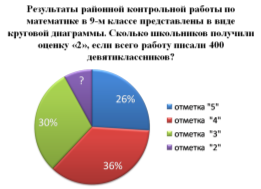 Результаты районной контрольной работы по
математике в 9-м классе представлены в виде
круговой диаграммы. Сколько школьников получили
оценку «2», если всего работу писали 400
девятиклассников?
?
26%
30%
36%
отметка "5"
отметка "4"
отметка "3"
отметка "2"